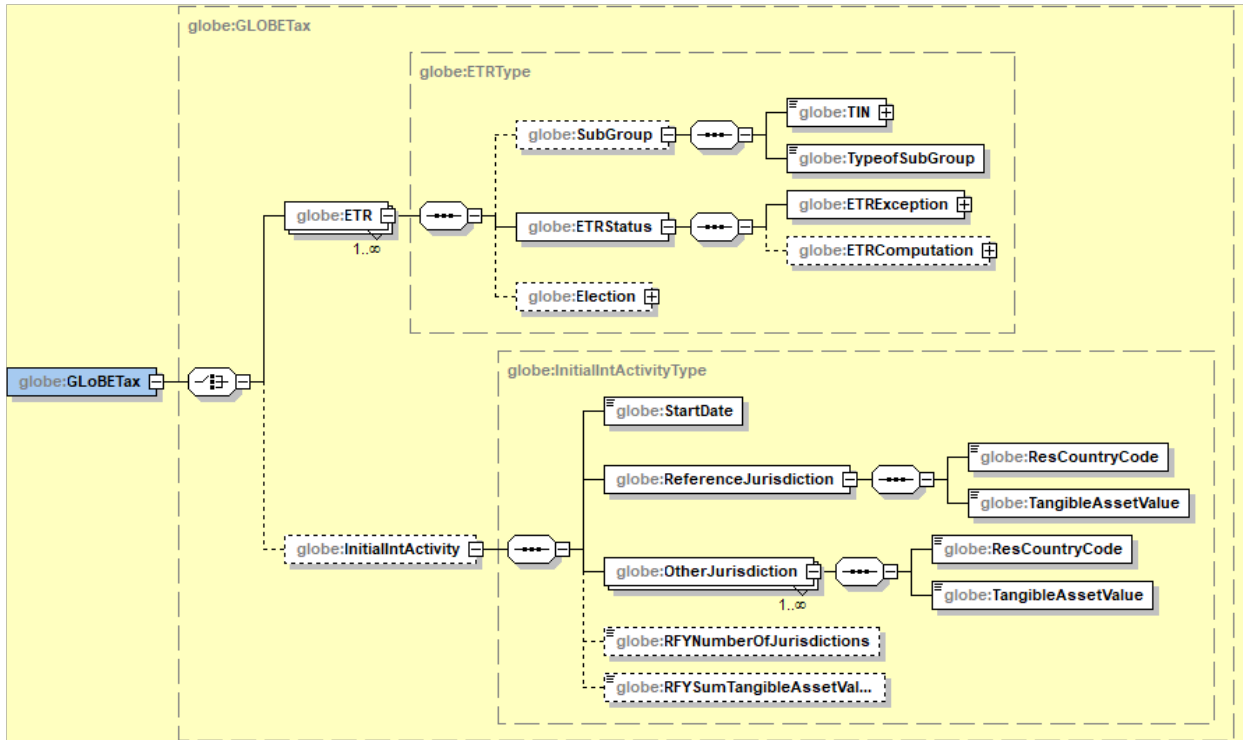 globe:GLOBETax
globe:ETRType
globe:SubGroup
globe:TIN
globe:TypeofSubGroup
globe:ETR
1..∞
globe:ETRStatus
globe:ETRException
globe:ETRComputation
globe:Election
globe:GLoBETax
globe:InitialIntActivityType
globe:StartDate
globe:ReferenceJurisdiction
globe:ResCountryCode
globe:TangibleAssetValue
globe:InitialIntActivity
globe:OtherJurisdiction
1..∞
globe:ResCountryCode
globe:TangibleAssetValue
globe:RFYNumberOfJurisdictions
globe:RFYSumTangibleAssetVal...